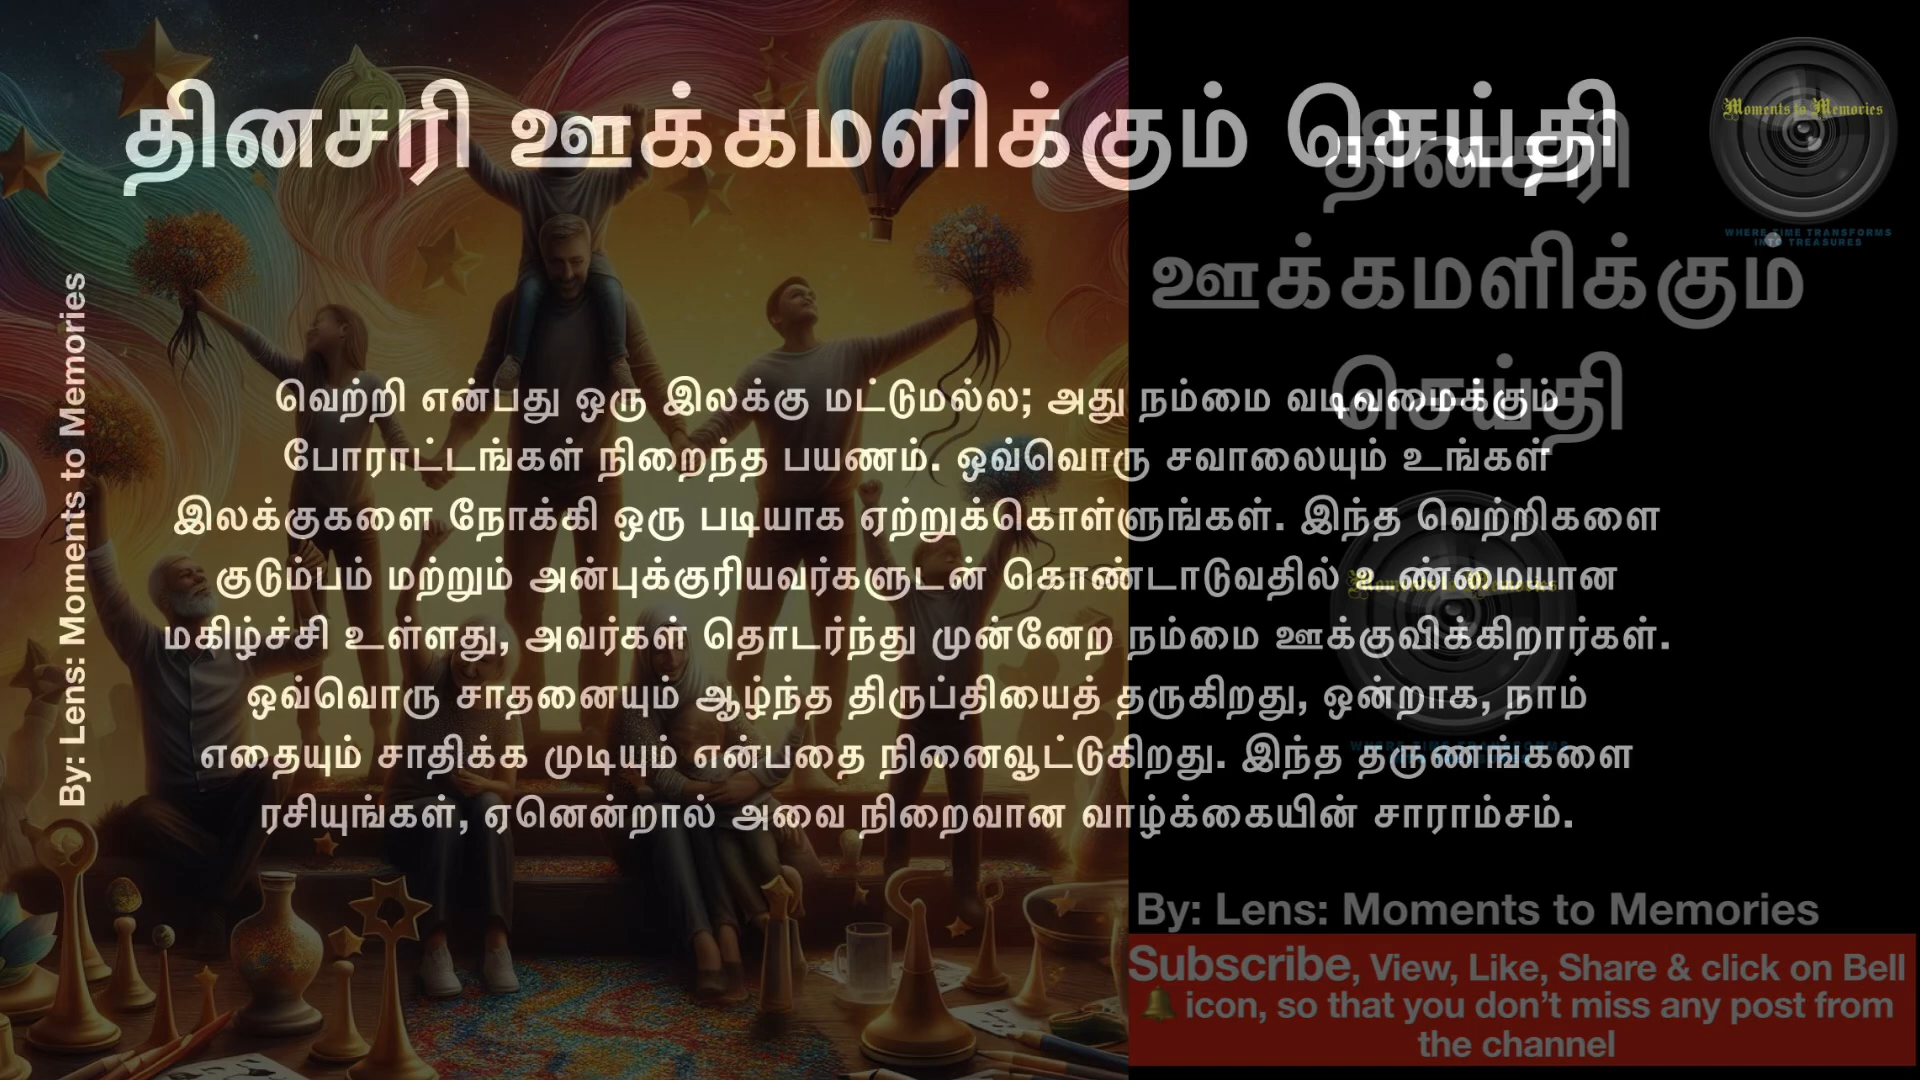 தினசரி ஊக்கமளிக்கும் செய்தி
தினசரி
ஊக்கமளிக்கும்
செய்தி
Moments to Memories
WHERE TIME TRANSFORMS
INTO TREASURES
By: Lens: Moments to Memories
வெற்றி என்பது ஒரு இலக்கு மட்டுமல்ல; அது நம்மை வடிவமைக்கும்
போராட்டங்கள் நிறைந்த பயணம். ஒவ்வொரு சவாலையும் உங்கள்
இலக்குகளை நோக்கி ஒரு படியாக ஏற்றுக்கொள்ளுங்கள். இந்த வெற்றிகளை
குடும்பம் மற்றும் அன்புக்குரியவர்களுடன் கொண்டாடுவதில் உண்மையான
மகிழ்ச்சி உள்ளது, அவர்கள் தொடர்ந்து முன்னேற நம்மை ஊக்குவிக்கிறார்கள்.
ஒவ்வொரு சாதனையும் ஆழ்ந்த திருப்தியைத் தருகிறது, ஒன்றாக, நாம்
எதையும் சாதிக்க முடியும் என்பதை நினைவூட்டுகிறது. இந்த தருணங்களை
ரசியுங்கள், ஏனென்றால் அவை நிறைவான வாழ்க்கையின் சாராம்சம்.
Moments to Memories
By: Lens: Moments to Memories
Subscribe, View, Like, Share & click on Bell
🔔 icon, so that you don't miss any post from
the channel